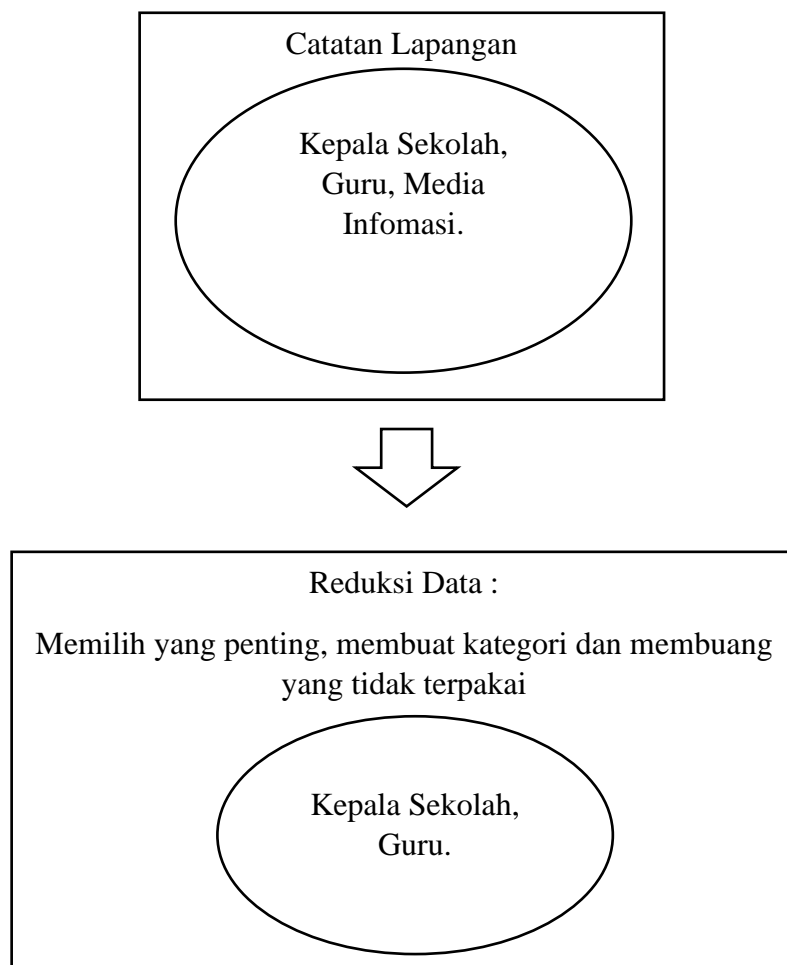 Catatan Lapangan
Kepala Sekolah,
Guru, Media
Infomasi.
Reduksi Data :
Memilih yang penting, membuat kategori dan membuang
yang tidak terpakai
Kepala Sekolah,
Guru.